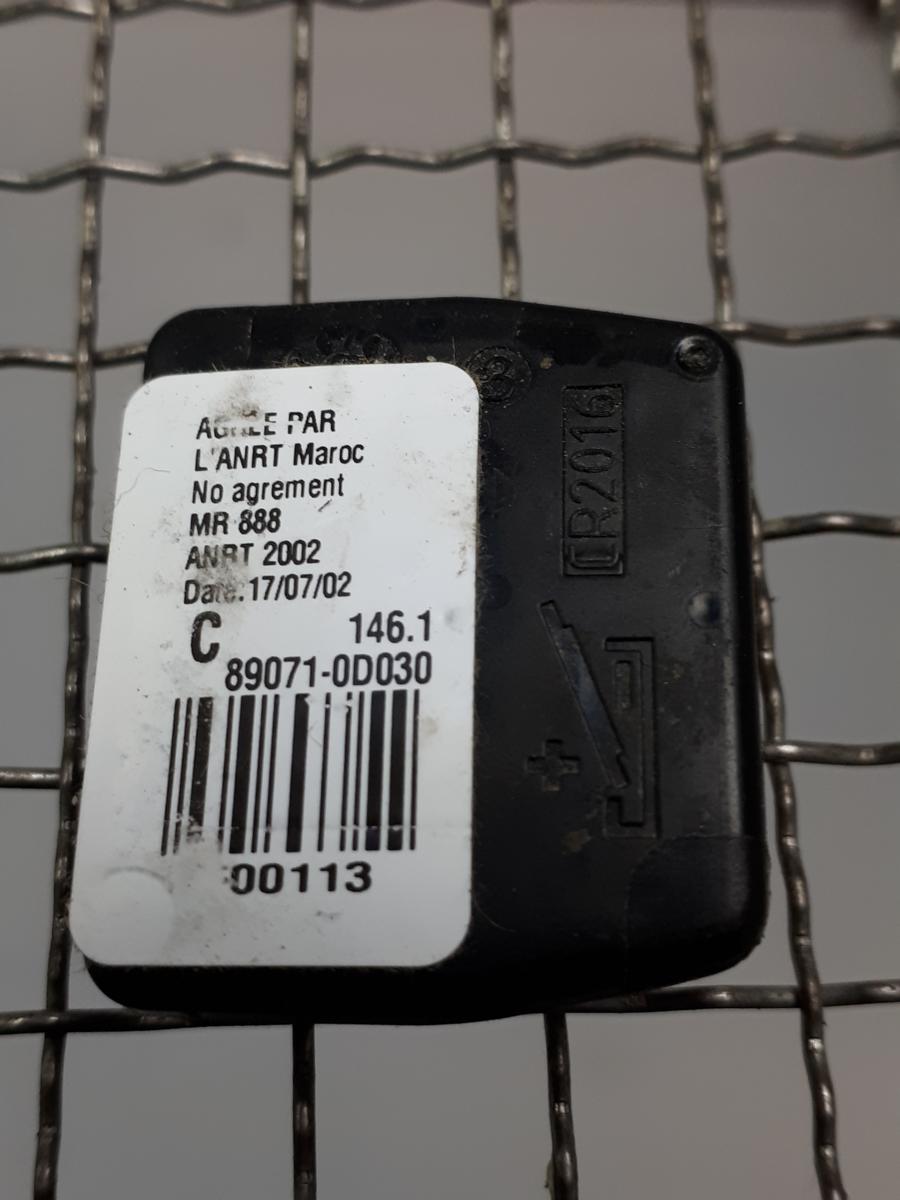 AGREE PAR
L'ANRT Maroc
No agrement
MR 888
ANRT 2002
Date:17/07/02
C 146.1
89071-0D030
00113
CR2016
+